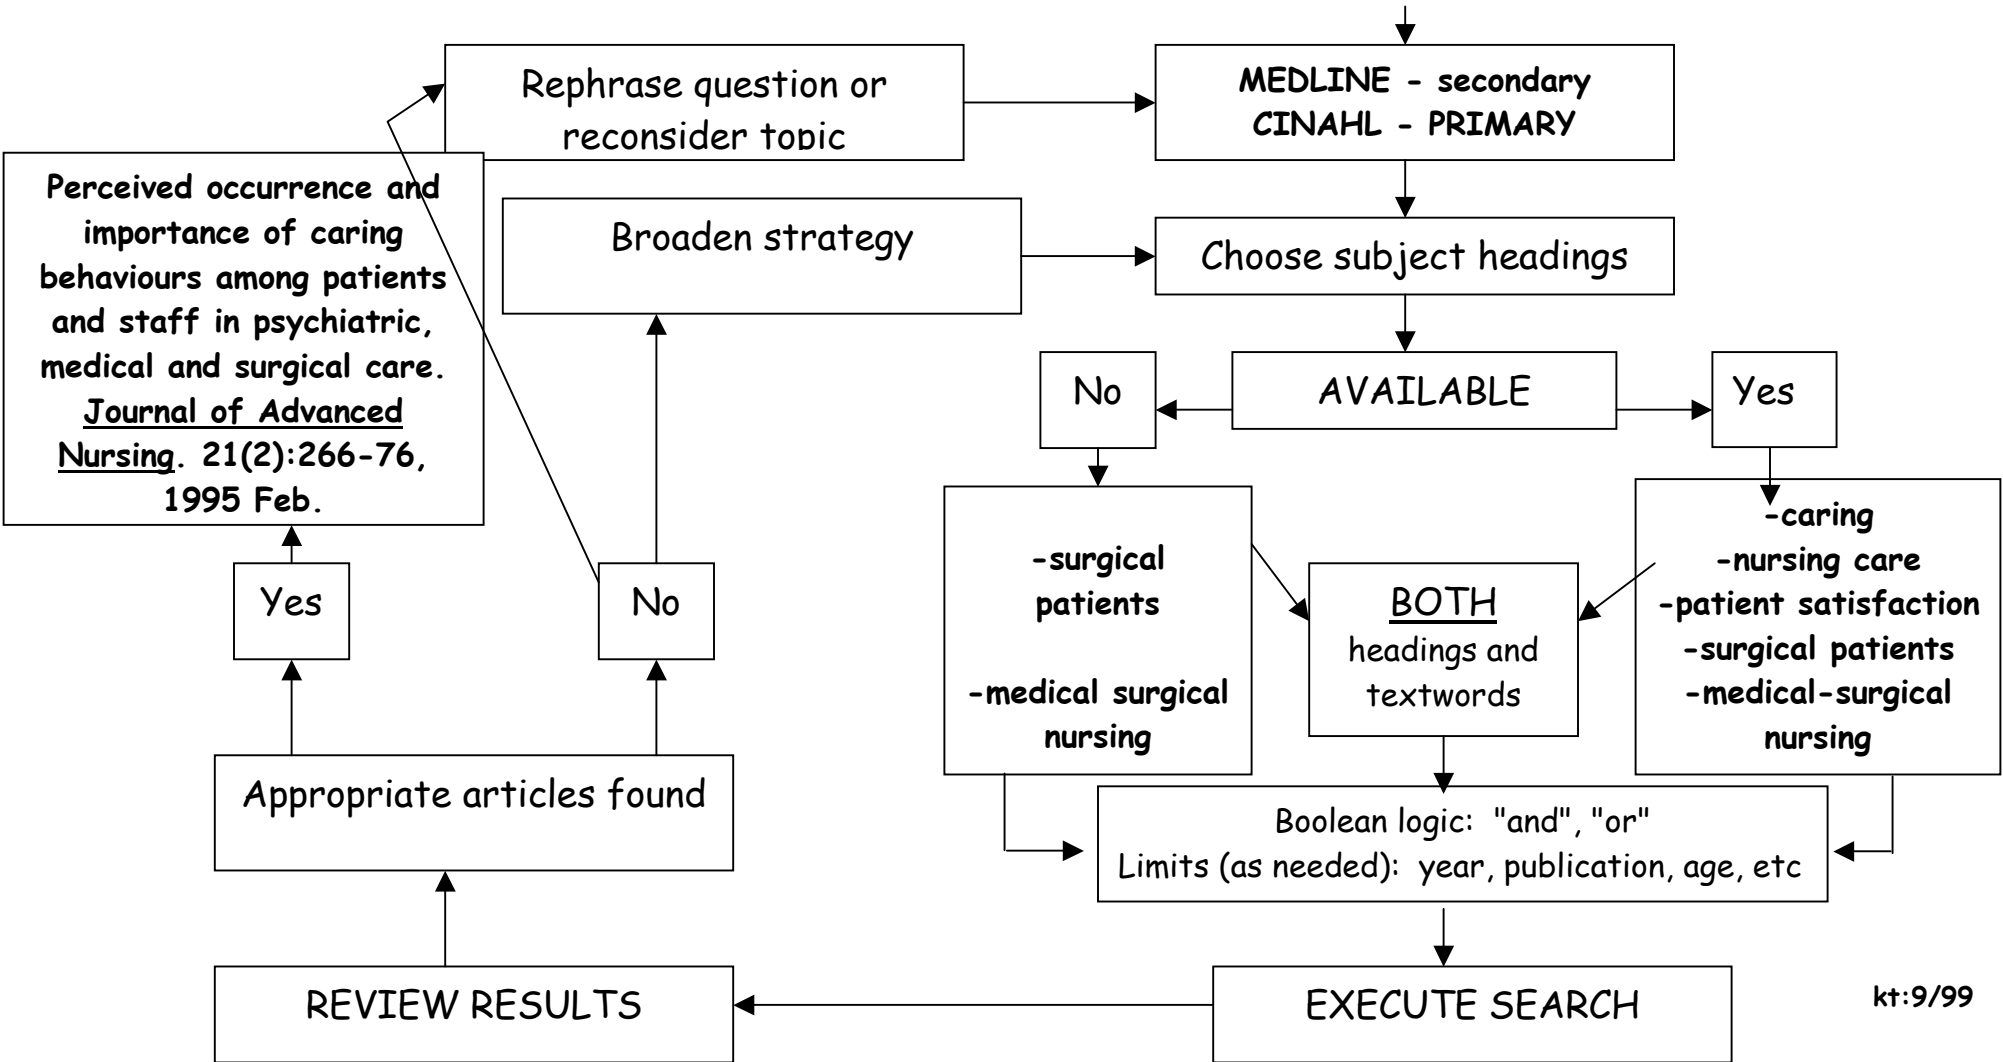 Rephrase question or
reconsider topic
MEDLINE - secondary
CINAHL - PRIMARY
Perceived occurrence and
importance of caring
behaviours among patients
and staff in psychiatric,
medical and surgical care.
Journal of Advanced
Nursing. 21(2):266-76,
1995 Feb.
Broaden strategy
Choose subject headings
No
AVAILABLE
Yes
-surgical
patients
-medical surgical
nursing
BOTH
headings and
textwords
-caring
-nursing care
-patient satisfaction
-surgical patients
-medical-surgical
nursing
Yes
No
Appropriate articles found
Boolean logic: "and", "or"
Limits (as needed): year, publication, age, etc
REVIEW RESULTS
EXECUTE SEARCH
kt:9/99